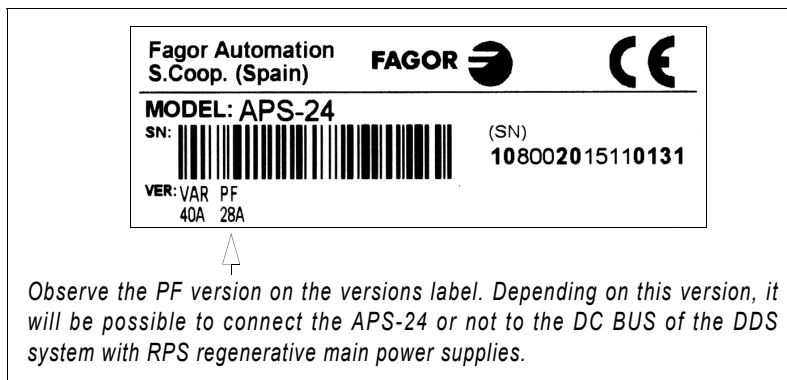 Fagor Automation
S.Coop. (Spain)
FAGOR
CE
MODEL: APS-24
SN:
(SN)
108002015110131
VER: VAR PF
40A 28A
Observe the PF version on the versions label. Depending on this version, it
will be possible to connect the APS-24 or not to the DC BUS of the DDS
system with RPS regenerative main power supplies.